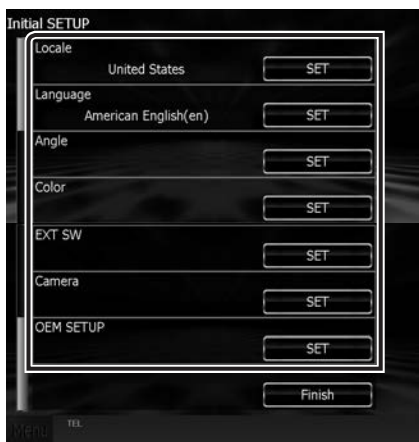 Initial SETUP
Locale
United States SET
Language
American English(en) SET
Angle
SET
Color
SET
EXT SW
SET
Camera
SET
OEM SETUP
SET
Finish
Menu TEL